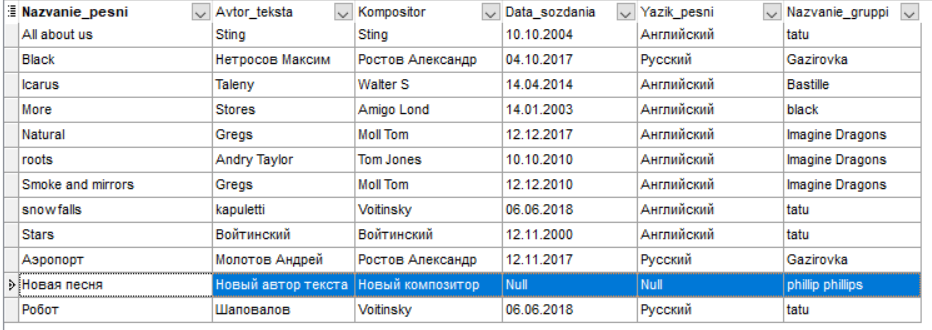 Nazvanie_pesni Avtor_teksta Kompositor Data_sozdania Yazik_pesni Nazvanie_gruppi
All about us Sting Sting 10.10.2004 Английский tatu
Black Нетросов Максим Ростов Александр 04.10.2017 Русский Gazirovka
Icarus Taleny Walter S 14.04.2014 Английский Bastille
More Stores Amigo Lond 14.01.2003 Английский black
Natural Gregs Moll Tom 12.12.2017 Английский Imagine Dragons
roots Andry Taylor Tom Jones 10.10.2010 Английский Imagine Dragons
Smoke and mirrors Gregs Moll Tom 12.12.2010 Английский Imagine Dragons
snow falls kapuletti Voitinsky 06.06.2018 Английский tatu
Stars Войтинский Войтинский 12.11.2000 Английский tatu
Аэропорт Молотов Андрей Ростов Александр 12.11.2017 Русский Gazirovka
Новая песня Новый автор текста Новый композитор Null Null phillip phillips
Робот Шаповалов Voitinsky 06.06.2018 Русский tatu